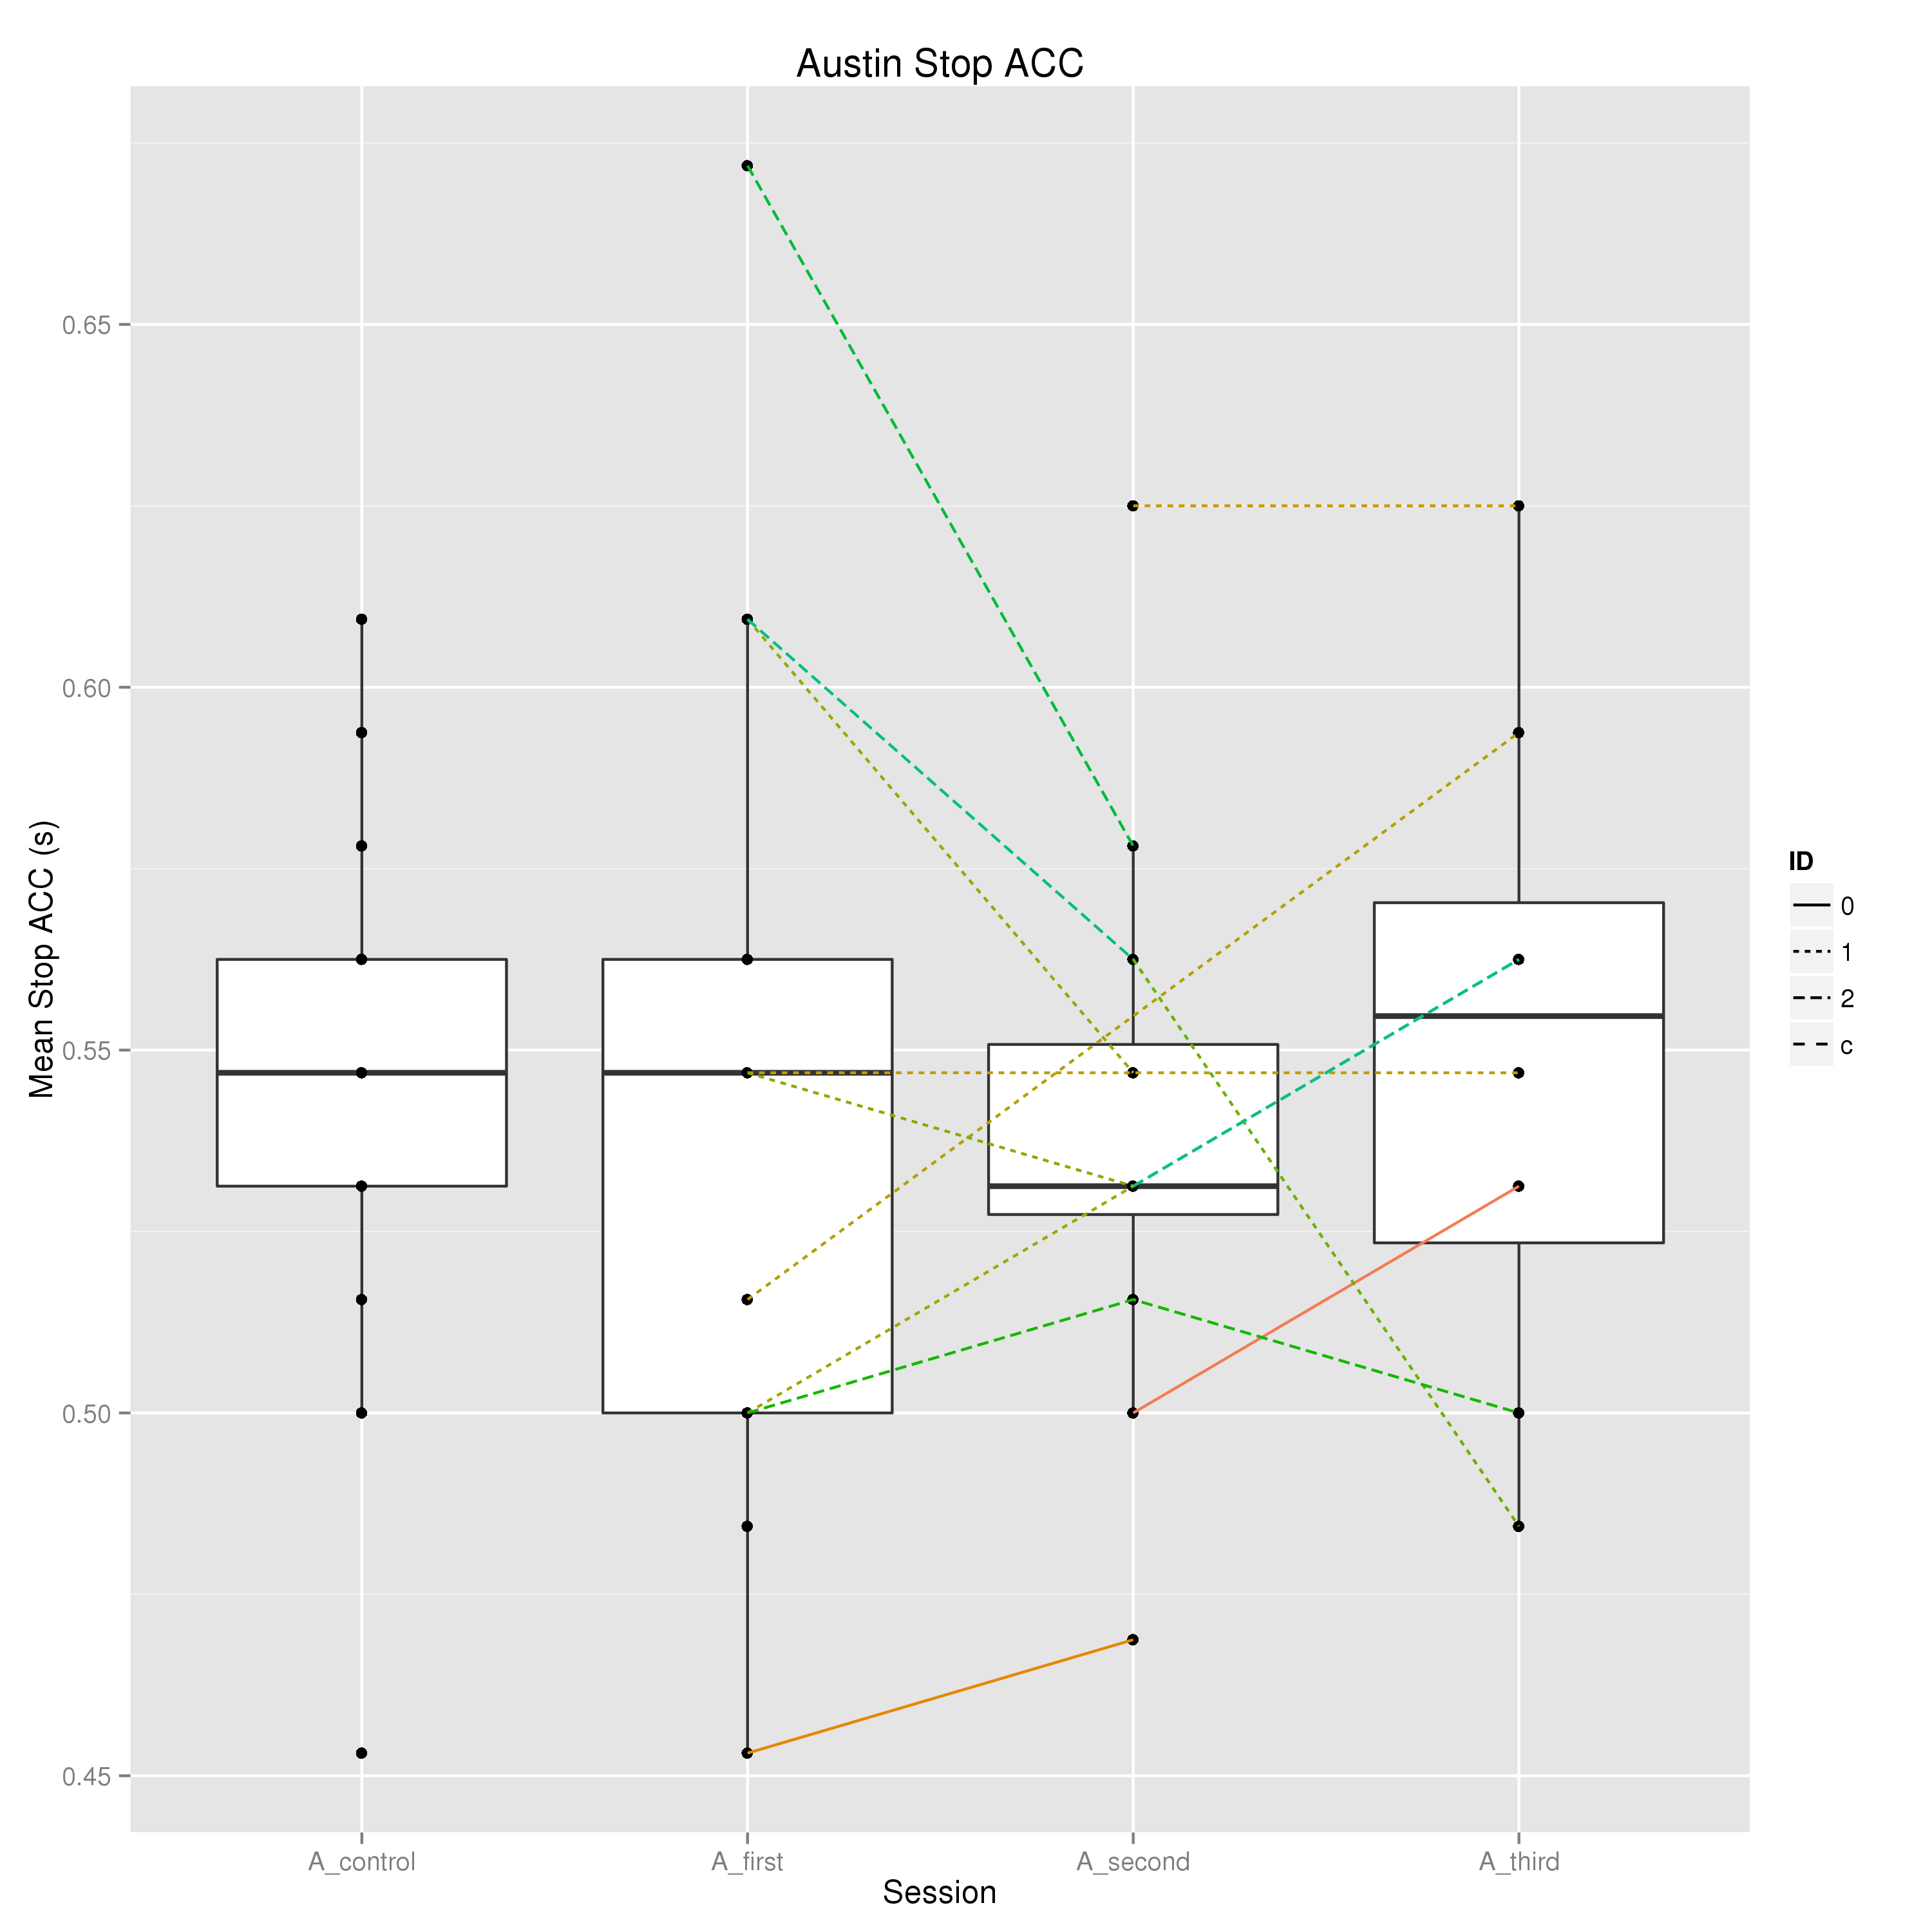 Austin Stop ACC
Mean Stop ACC (s)
0.65
0.60
0.55
0.50
0.45
A_control
A_first
A_second
A_third
Session
ID
0
1
2
c